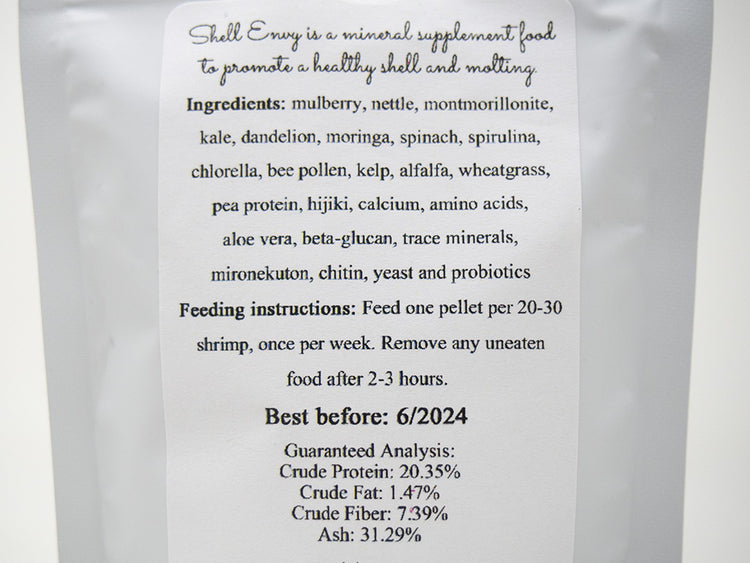 Shell Envy is a mineral supplement food
to promote a healthy shell and molting.
Ingredients: mulberry, nettle, montmorillonite,
kale, dandelion, moringa, spinach, spirulina,
chlorella, bee pollen, kelp, alfalfa, wheatgrass,
pea protein, hijiki, calcium, amino acids,
aloe vera, beta-glucan, trace minerals,
mironekuton, chitin, yeast and probiotics
Feeding instructions: Feed one pellet per 20-30
shrimp, once per week. Remove any uneaten
food after 2-3 hours.
Best before: 6/2024
Guaranteed Analysis:
Crude Protein: 20.35%
Crude Fat: 1.47%
Crude Fiber: 7.39%
Ash: 31.29%